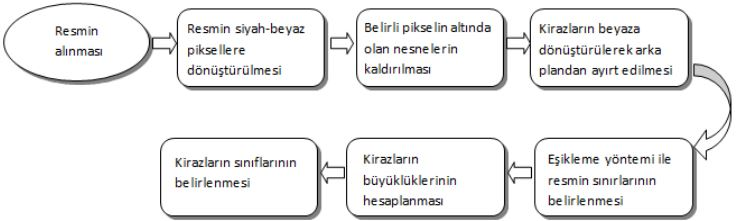 Resmin
alınması
Resmin siyah-beyaz
piksellere
dönüştürülmesi
Belirli pikselin altında
olan nesnelerin
kaldırılması
Kirazların beyaza
dönüştürülerek arka
plandan ayırt edilmesi
Eşikleme yöntemi ile
resmin sınırlarının
belirlenmesi
Kirazların
büyüklüklerinin
hesaplanması
Kirazların sınıflarının
belirlenmesi